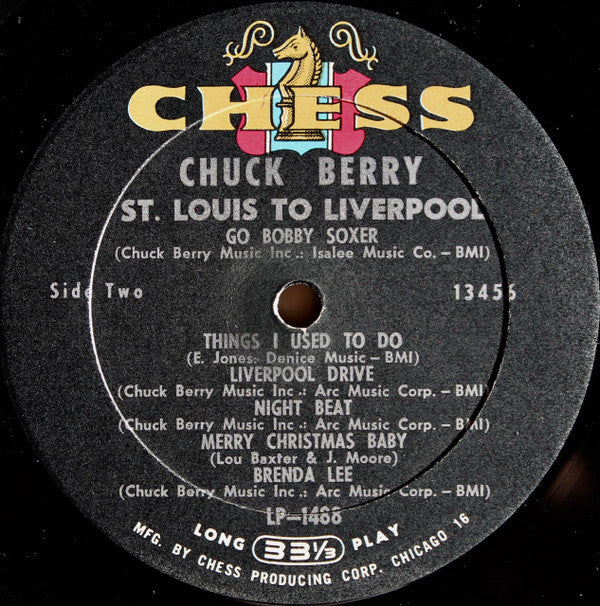 CHESS
CHUCK BERRY
ST. LOUIS TO LIVERPOOL
GO BOBBY SOXER
(Chuck Berry Music Inc.: Isalee Music Co. – BMI)
Side Two
13456
THINGS I USED TO DO
(E. Jones: Denice Music – BMI)
LIVERPOOL DRIVE
(Chuck Berry Music Inc.: Arc Music Corp. – BMI)
NIGHT BEAT
(Chuck Berry Music Inc.: Arc Music Corp. – BMI)
MERRY CHRISTMAS BABY
(Lou Baxter & J. Moore)
BRENDA LEE
(Chuck Berry Music Inc.: Arc Music Corp. – BMI)
LP–1488
LONG 33⅓ PLAY
MFG. BY CHESS PRODUCING CORP. CHICAGO 16